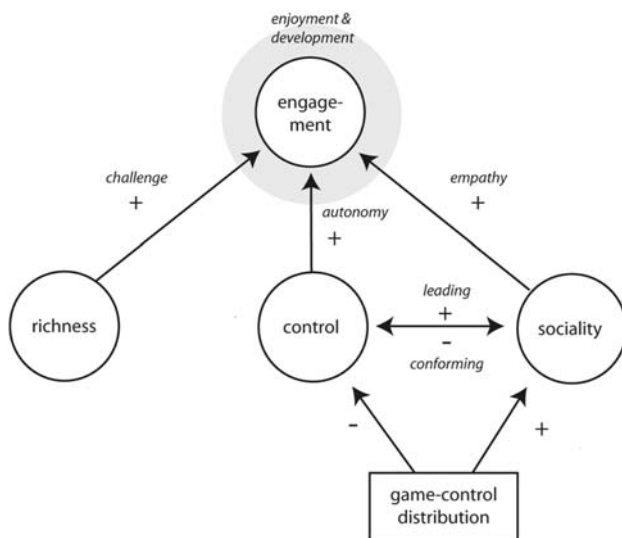 enjoyment &
development
engage-
ment
challenge
+
empathy
+
autonomy
+
richness
control
leading
+
-
conforming
sociality
-
+
game-control
distribution